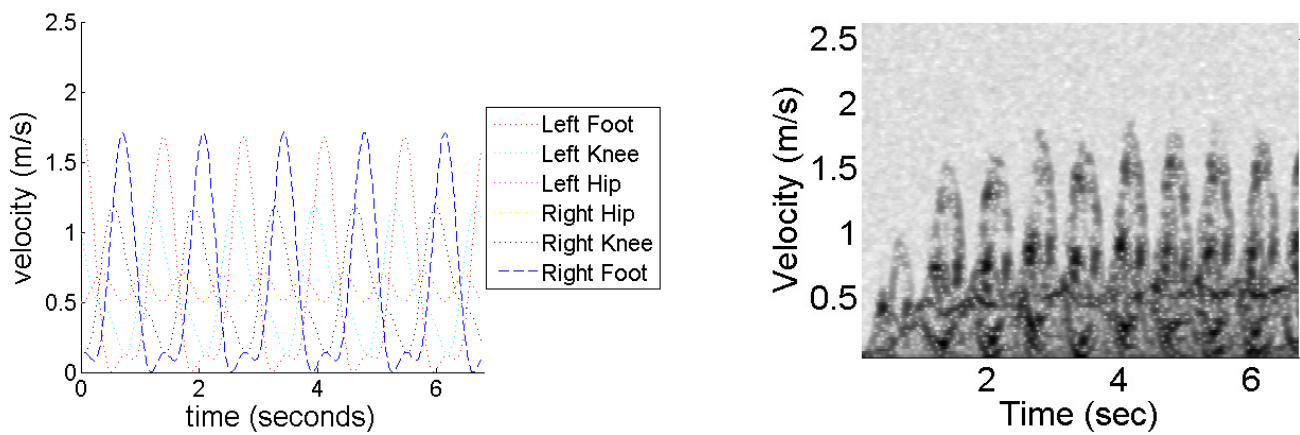 2.5
2
1.5
1
0.5
0
velocity (m/s)
0
2
4
6
time (seconds)
Left Foot
Left Knee
Left Hip
Right Hip
Right Knee
Right Foot
2.5
2
1.5
1
0.5
Velocity (m/s)
2
4
6
Time (sec)